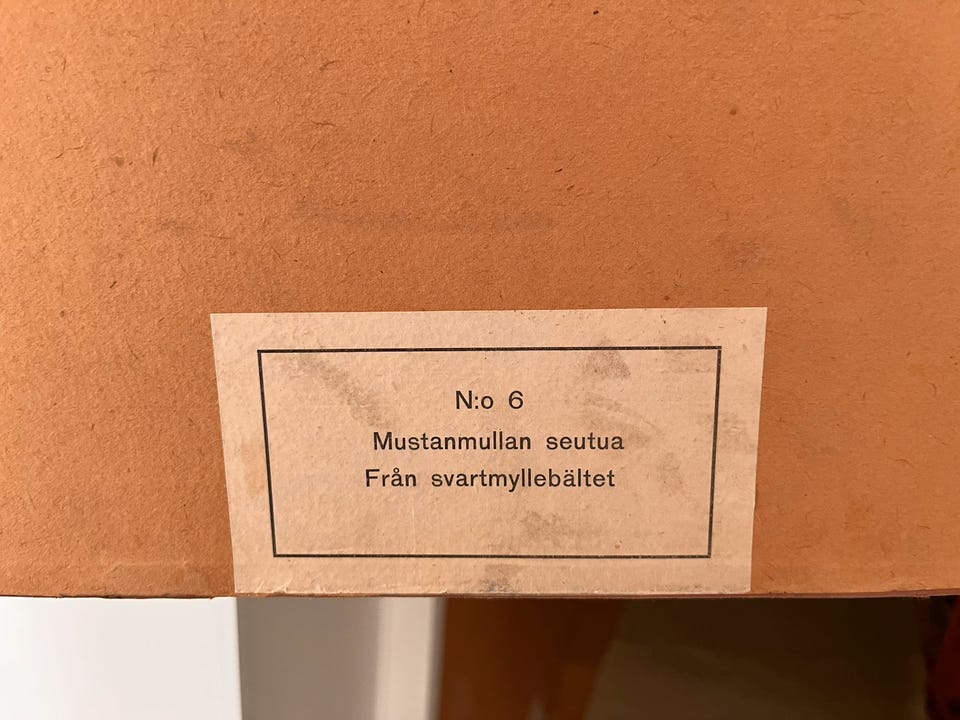 N:o 6
Mustanmullan seutua
Från svartmyllebältet